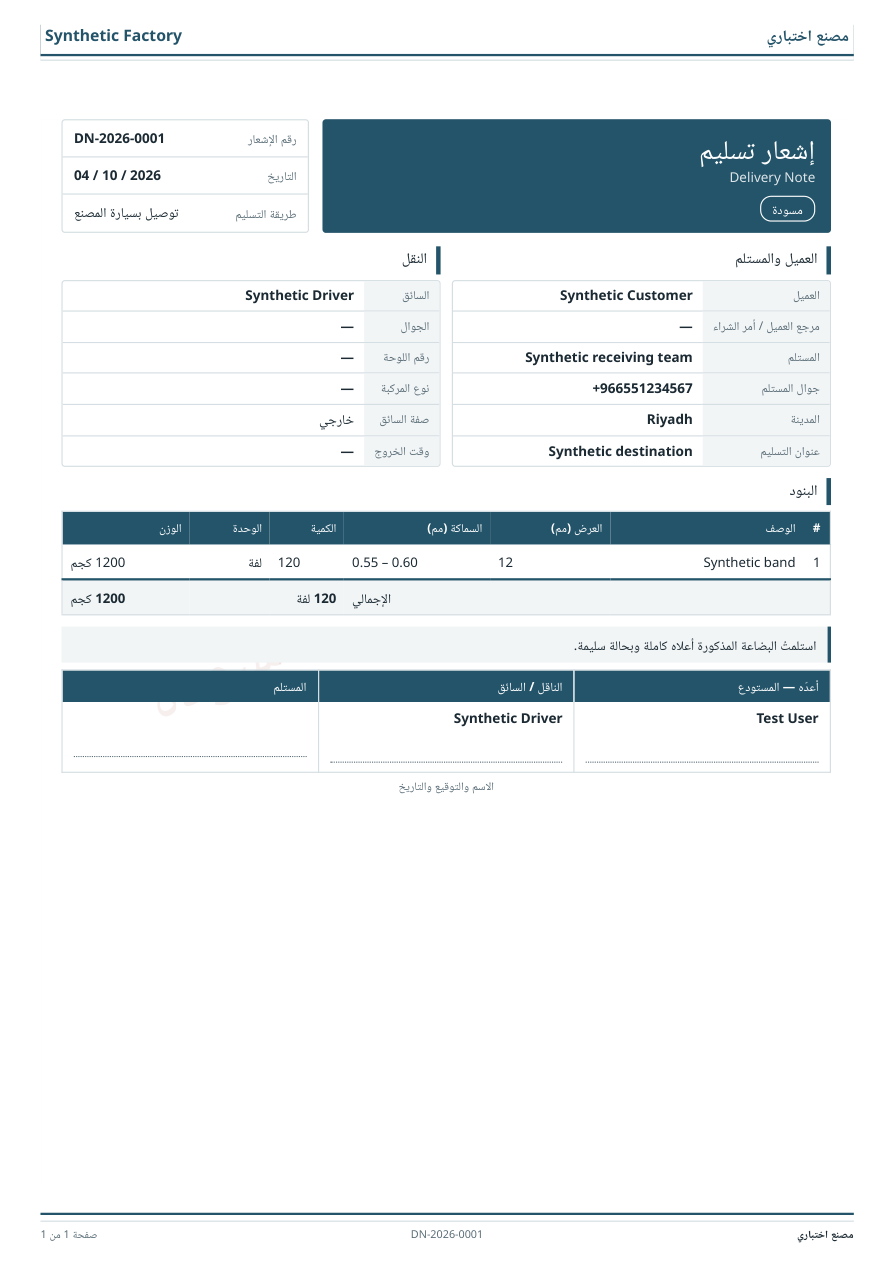 مصنع اختباري Synthetic Factory
إشعار تسليم
Delivery Note
مسودة
رقم الإشعار DN-2026-0001
التاريخ 04 / 10 / 2026
طريقة التسليم توصيل بسيارة المصنع
العميل والمستلم
العميل Synthetic Customer
مرجع العميل / أمر الشراء —
المستلم Synthetic receiving team
جوال المستلم +966551234567
المدينة Riyadh
عنوان التسليم Synthetic destination
النقل
السائق Synthetic Driver
الجوال —
رقم اللوحة —
نوع المركبة —
صفة السائق خارجي
وقت الخروج —
البنود
# الوصف العرض (مم) السماكة (مم) الكمية الوحدة الوزن
1 Synthetic band 12 0.55 – 0.60 120 لفة 1200 كجم
الإجمالي 120 لفة 1200 كجم
استلمتُ البضاعة المذكورة أعلاه كاملة وبحالة سليمة.
أعدّه — المستودع الناقل / السائق المستلم
Test User Synthetic Driver
الاسم والتوقيع والتاريخ
مصنع اختباري DN-2026-0001 صفحة 1 من 1